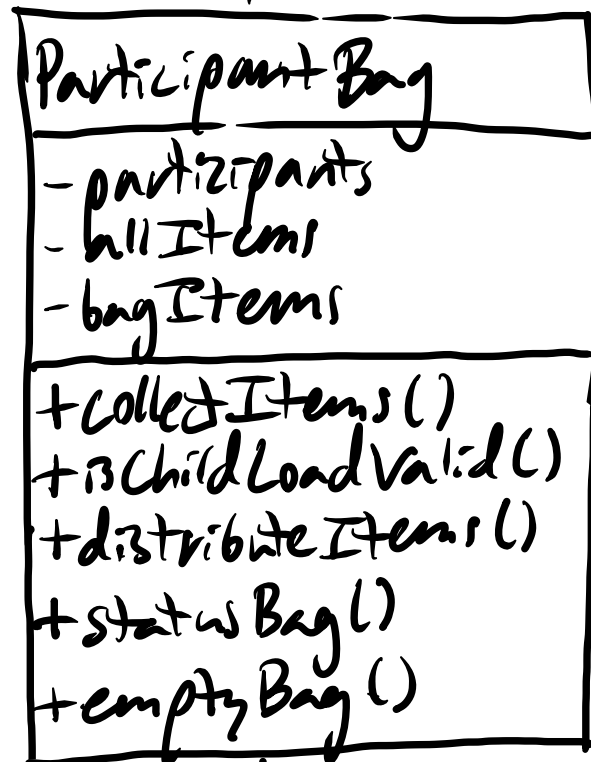 ParticipantBag
- participants
- allItems
- bagItems
+collectItems()
+isChildLoadValid()
+distributeItems()
+statusBag()
+emptyBag()